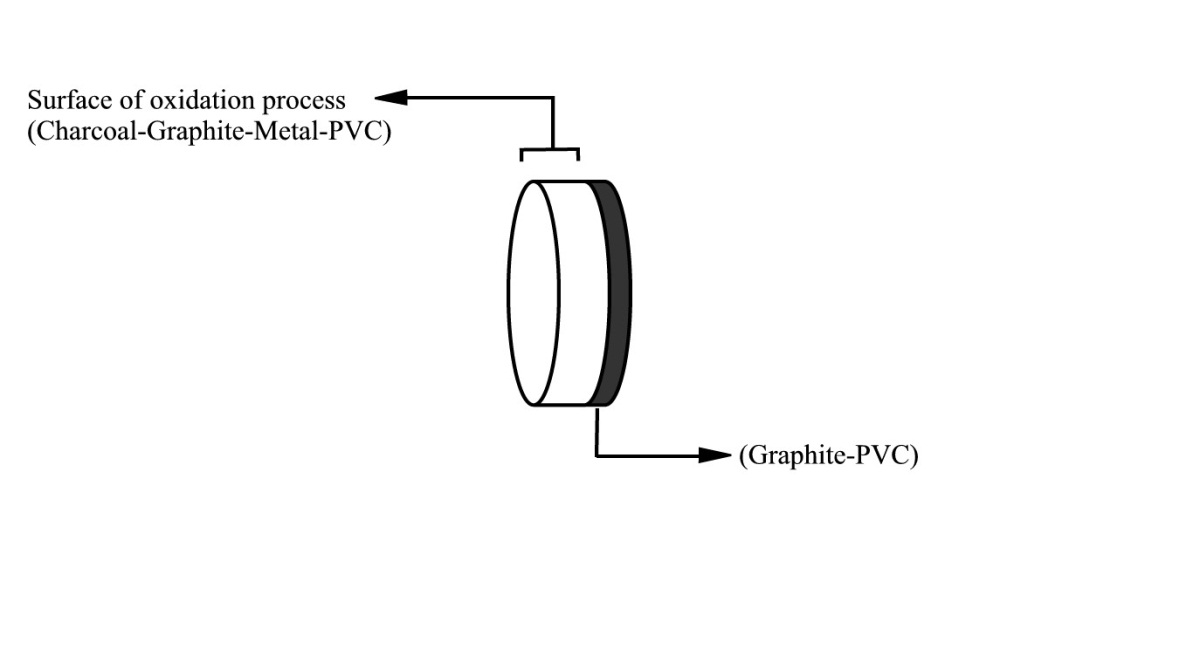 Surface of oxidation process
(Charcoal-Graphite-Metal-PVC)
(Graphite-PVC)